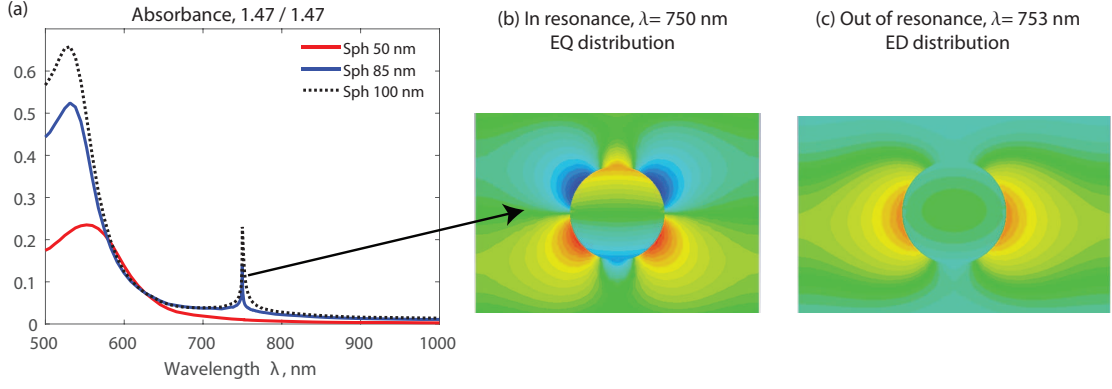 (a)
Absorbance, 1.47 / 1.47
Sph 50 nm
Sph 85 nm
Sph 100 nm
0.6
0.5
0.4
0.3
0.2
0.1
0
500
600
700
800
900
1000
Wavelength λ, nm
(b) In resonance, λ= 750 nm
EQ distribution
(c) Out of resonance, λ= 753 nm
ED distribution